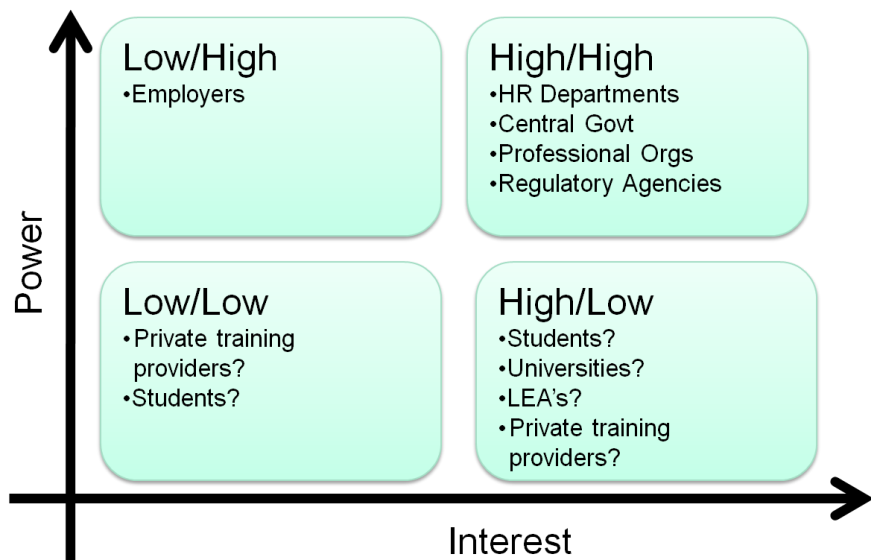 Power
Low/High
•Employers
High/High
•HR Departments
•Central Govt
•Professional Orgs
•Regulatory Agencies
Low/Low
•Private training
providers?
•Students?
High/Low
•Students?
•Universities?
•LEA’s?
•Private training
providers?
Interest